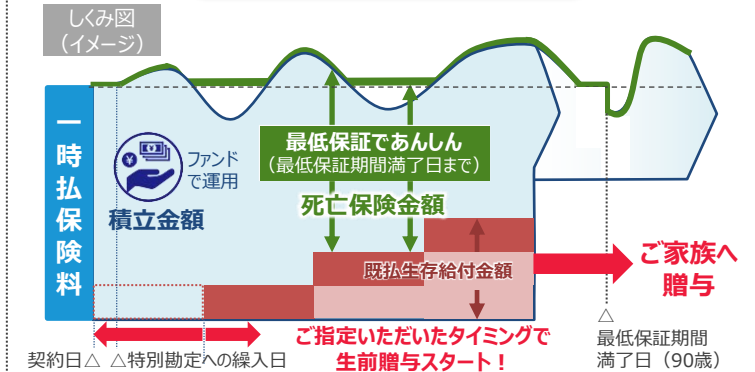 しくみ図
（イメージ）
一時払保険料
¥
ファンド
で運用
積立金額
最低保証であんしん
（最低保証期間満了日まで）
死亡保険金額
既払生存給付金額
ご家族へ
贈与
ご指定いただいたタイミングで
生前贈与スタート！
契約日△ △特別勘定への繰入日
△
最低保証期間
満了日（90歳）